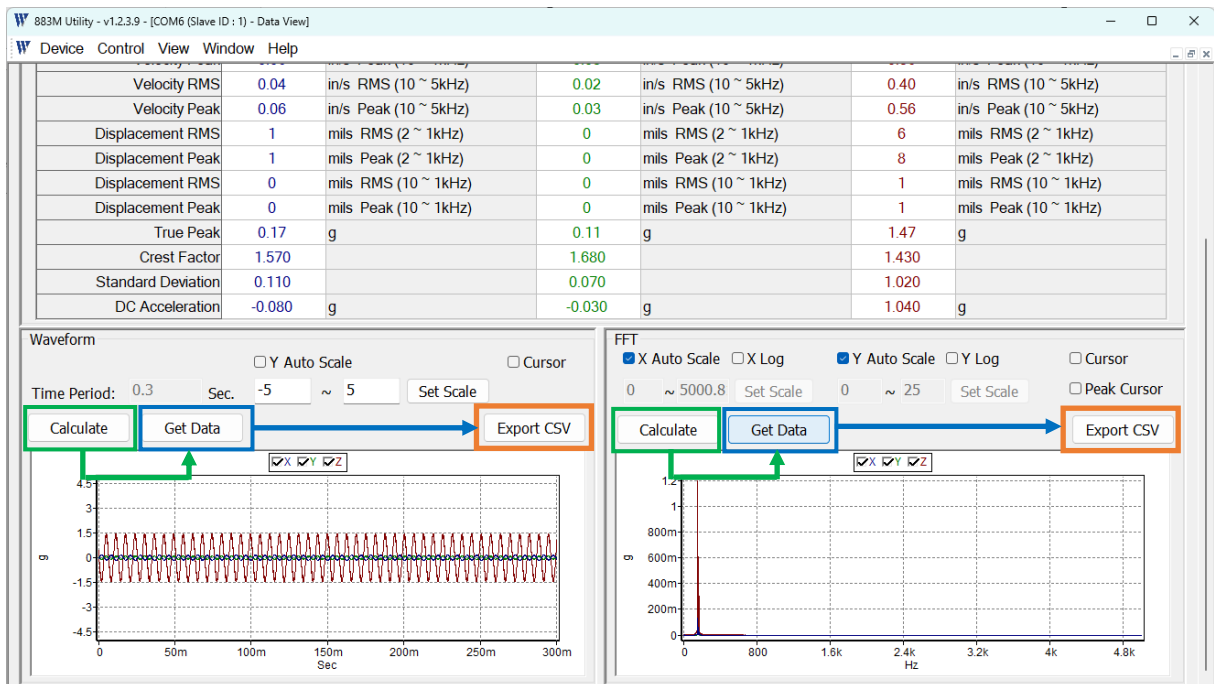 883M Utility - v1.2.3.9 - [COM6 (Slave ID : 1) - Data View]
Device Control View Window Help
Velocity RMS 0.04 in/s RMS (10 ~ 5kHz) 0.02 in/s RMS (10 ~ 5kHz) 0.40 in/s RMS (10 ~ 5kHz)
Velocity Peak 0.06 in/s Peak (10 ~ 5kHz) 0.03 in/s Peak (10 ~ 5kHz) 0.56 in/s Peak (10 ~ 5kHz)
Displacement RMS 1 mils RMS (2 ~ 1kHz) 0 mils RMS (2 ~ 1kHz) 6 mils RMS (2 ~ 1kHz)
Displacement Peak 1 mils Peak (2 ~ 1kHz) 0 mils Peak (2 ~ 1kHz) 8 mils Peak (2 ~ 1kHz)
Displacement RMS 0 mils RMS (10 ~ 1kHz) 0 mils RMS (10 ~ 1kHz) 1 mils RMS (10 ~ 1kHz)
Displacement Peak 0 mils Peak (10 ~ 1kHz) 0 mils Peak (10 ~ 1kHz) 1 mils Peak (10 ~ 1kHz)
True Peak 0.17 g 0.11 g 1.47 g
Crest Factor 1.570 1.680 1.430
Standard Deviation 0.110 0.070 1.020
DC Acceleration -0.080 g -0.030 g 1.040 g
Waveform
Y Auto Scale Cursor
Time Period: 0.3 Sec. -5 ~ 5 Set Scale
Calculate Get Data Export CSV
X Y Z
4.5
3
1.5
0
-1.5
-3
-4.5
g
0 50m 100m 150m 200m 250m 300m
Sec
FFT
X Auto Scale X Log Y Auto Scale Y Log Cursor
0 ~ 5000.8 Set Scale 0 ~ 25 Set Scale Peak Cursor
Calculate Get Data Export CSV
X Y Z
1.2
1
800m
600m
400m
200m
0
g
0 800 1.6k 2.4k 3.2k 4k 4.8k
Hz